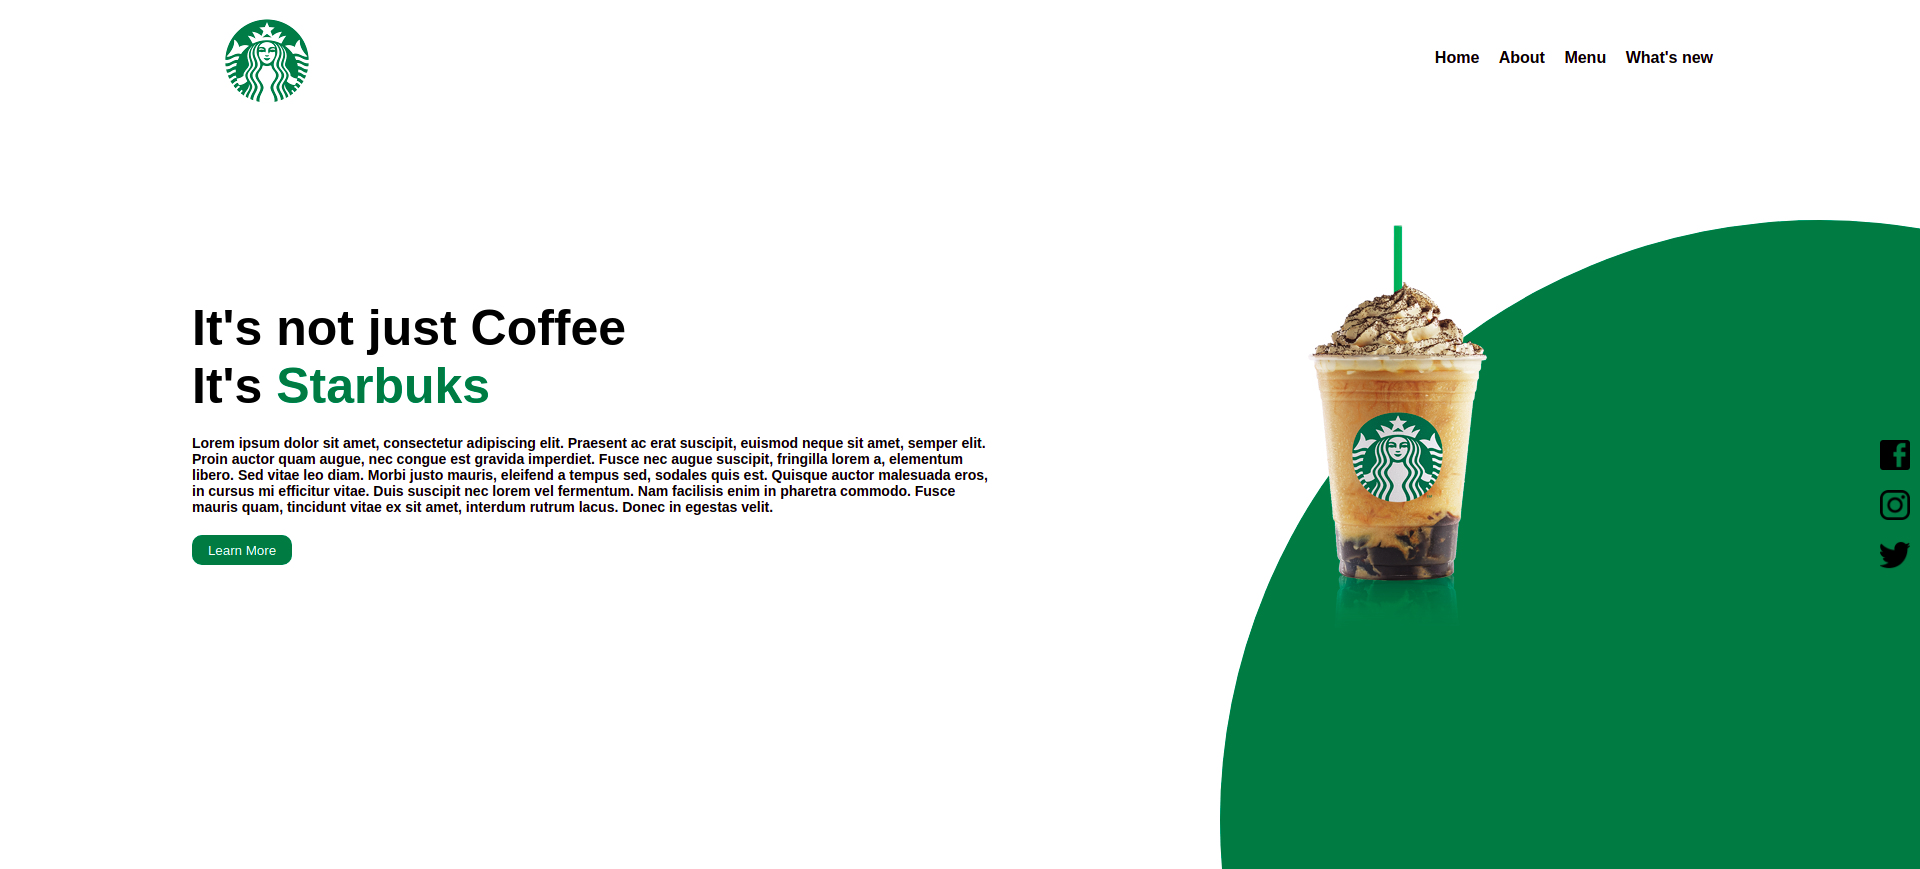 Home About Menu What's new
It's not just Coffee
It's Starbuks
Lorem ipsum dolor sit amet, consectetur adipiscing elit. Praesent ac erat suscipit, euismod neque sit amet, semper elit.
Proin auctor quam augue, nec congue est gravida imperdiet. Fusce nec augue suscipit, fringilla lorem a, elementum
libero. Sed vitae leo diam. Morbi justo mauris, eleifend a tempus sed, sodales quis est. Quisque auctor malesuada eros,
in cursus mi efficitur vitae. Duis suscipit nec lorem vel fermentum. Nam facilisis enim in pharetra commodo. Fusce
mauris quam, tincidunt vitae ex sit amet, interdum rutrum lacus. Donec in egestas velit.
Learn More